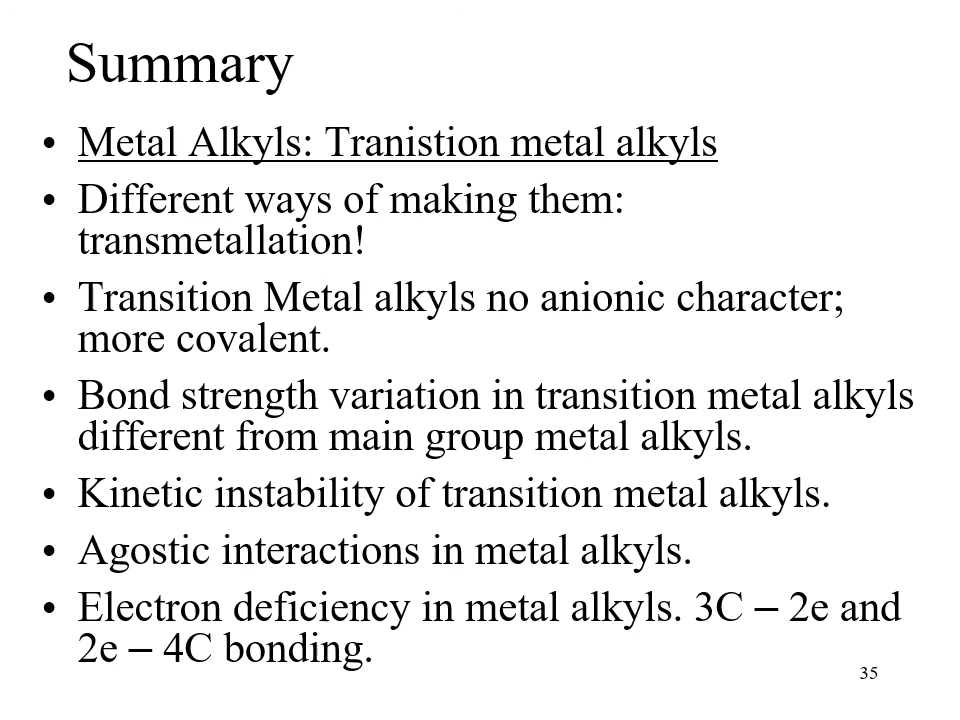 Summary
• Metal Alkyls: Tranistion metal alkyls
• Different ways of making them:
transmetallation!
• Transition Metal alkyls no anionic character;
more covalent.
• Bond strength variation in transition metal alkyls
different from main group metal alkyls.
• Kinetic instability of transition metal alkyls.
• Agostic interactions in metal alkyls.
• Electron deficiency in metal alkyls. 3C – 2e and
2e – 4C bonding.
35